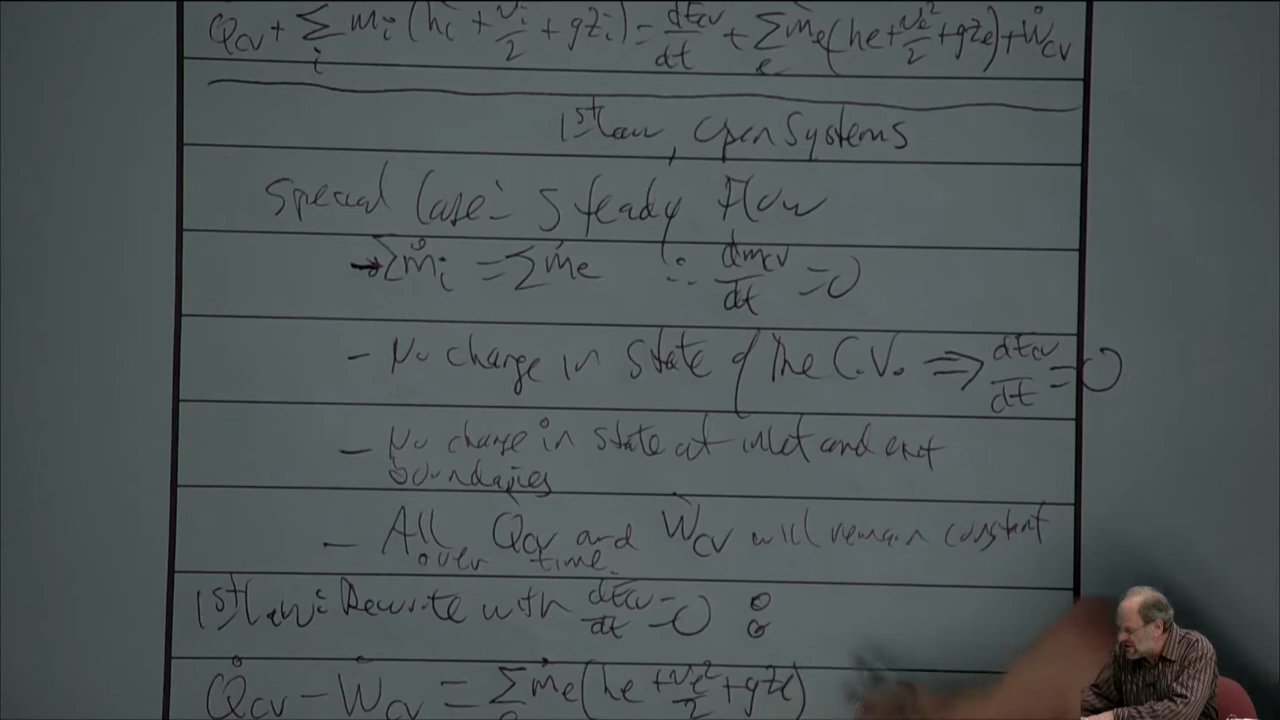 Q̇cv + Σi ṁi (hi + vi²/2 + gzi) = dEcv/dt + Σe ṁe(he + ve²/2 + gze) + Ẇcv
1st law, Open Systems
Special Case: Steady Flow
→ Σṁi = Σṁe ∴ dmcv/dt = 0
- No change in state of the C.V. ⇒ dEcv/dt = 0
- No change in state at inlet and exit
boundaries
- All Q̇cv and Ẇcv will remain constant
over time.
1st law: Rewrite with dEcv/dt = 0 :
Q̇cv - Ẇcv = Σe ṁe(he + ve²/2 + gze)